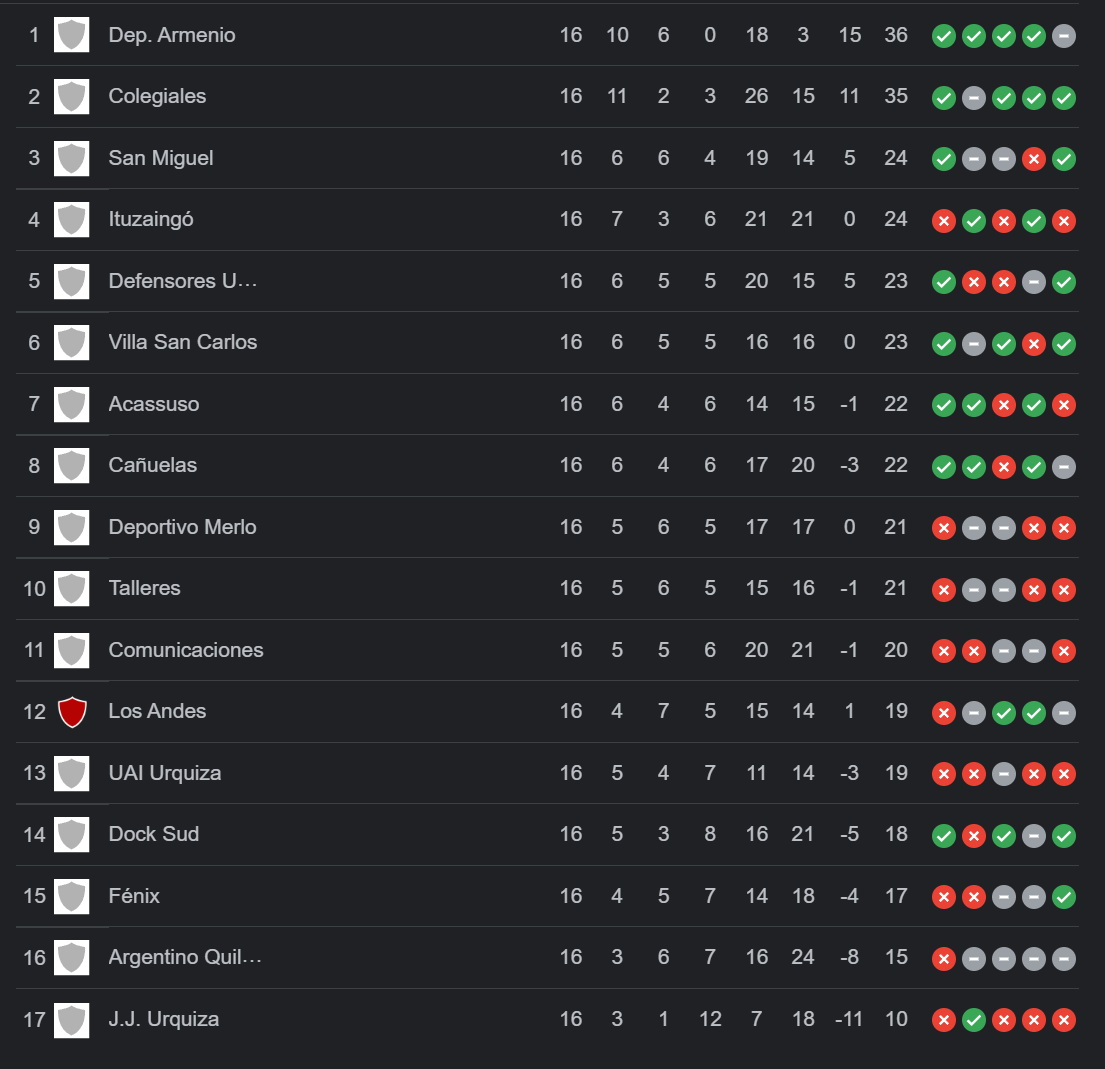 1 Dep. Armenio 16 10 6 0 18 3 15 36
2 Colegiales 16 11 2 3 26 15 11 35
3 San Miguel 16 6 6 4 19 14 5 24
4 Ituzaingó 16 7 3 6 21 21 0 24
5 Defensores U... 16 6 5 5 20 15 5 23
6 Villa San Carlos 16 6 5 5 16 16 0 23
7 Acassuso 16 6 4 6 14 15 -1 22
8 Cañuelas 16 6 4 6 17 20 -3 22
9 Deportivo Merlo 16 5 6 5 17 17 0 21
10 Talleres 16 5 6 5 15 16 -1 21
11 Comunicaciones 16 5 5 6 20 21 -1 20
12 Los Andes 16 4 7 5 15 14 1 19
13 UAI Urquiza 16 5 4 7 11 14 -3 19
14 Dock Sud 16 5 3 8 16 21 -5 18
15 Fénix 16 4 5 7 14 18 -4 17
16 Argentino Quil... 16 3 6 7 16 24 -8 15
17 J.J. Urquiza 16 3 1 12 7 18 -11 10